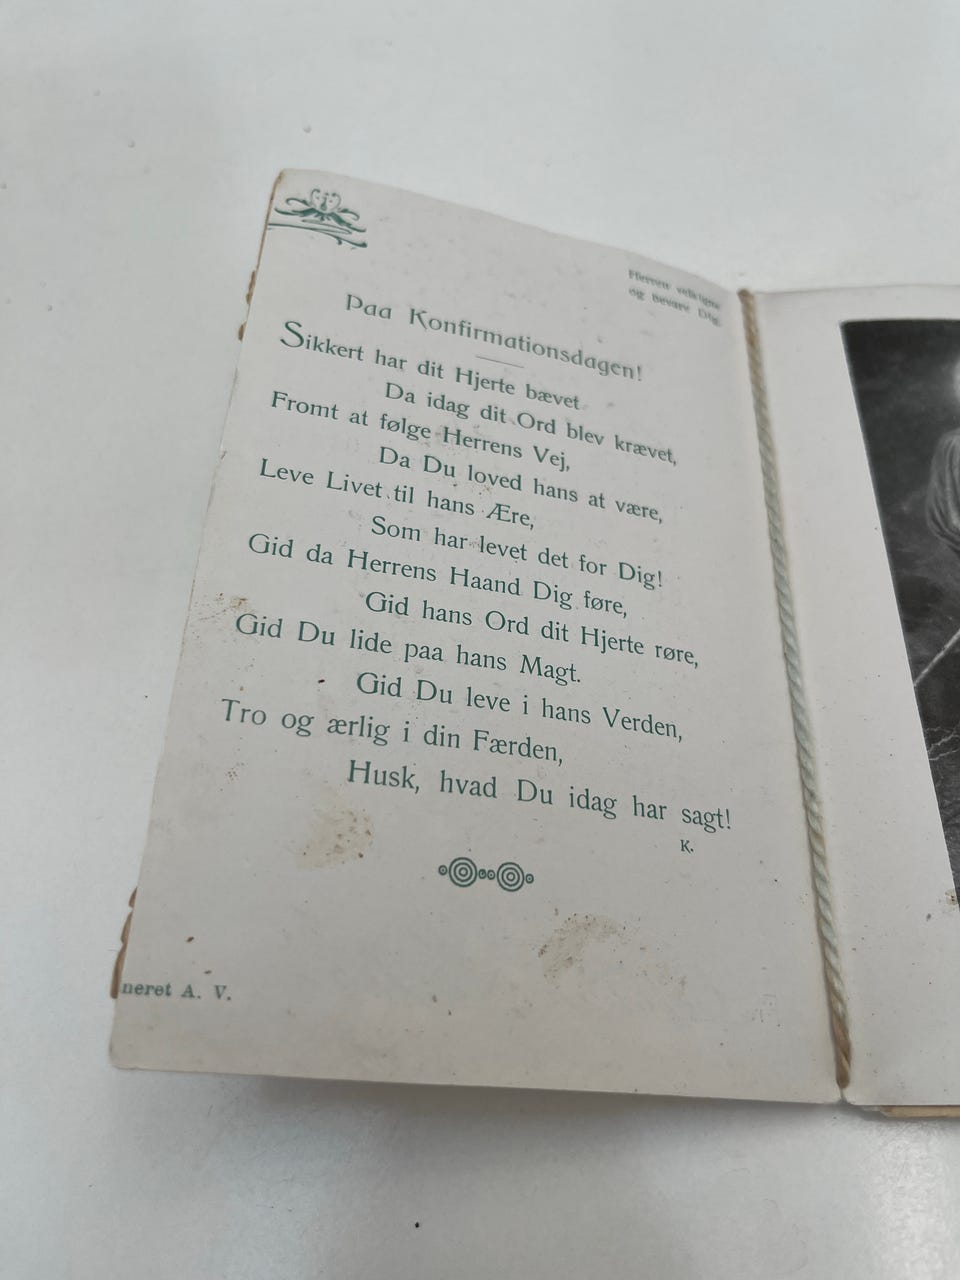 Herren velsigne
og bevare Dig.
Paa Konfirmationsdagen!
Sikkert har dit Hjerte bævet
Da idag dit Ord blev krævet,
Fromt at følge Herrens Vej,
Da Du loved hans at være,
Leve Livet til hans Ære,
Som har levet det for Dig!
Gid da Herrens Haand Dig føre,
Gid hans Ord dit Hjerte røre,
Gid Du lide paa hans Magt.
Gid Du leve i hans Verden,
Tro og ærlig i din Færden,
Husk, hvad Du idag har sagt!
K.
neret A. V.